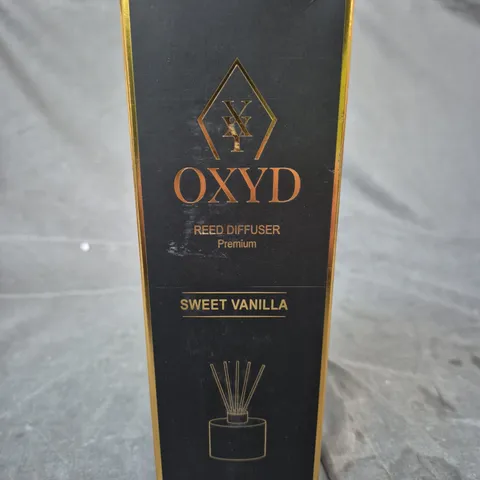 OXYD
REED DIFFUSER
Premium
SWEET VANILLA